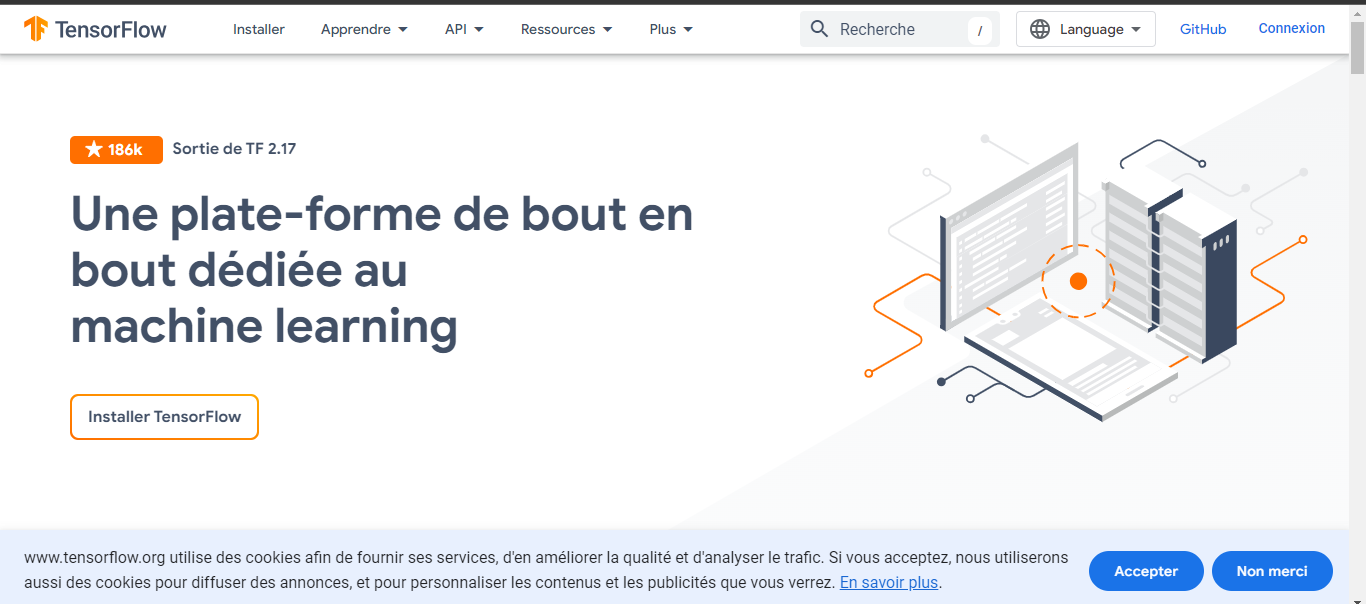 TensorFlow Installer Apprendre API Ressources Plus Recherche / Language GitHub Connexion
186k Sortie de TF 2.17
Une plate-forme de bout en
bout dédiée au
machine learning
Installer TensorFlow
www.tensorflow.org utilise des cookies afin de fournir ses services, d'en améliorer la qualité et d'analyser le trafic. Si vous acceptez, nous utiliserons
aussi des cookies pour diffuser des annonces, et pour personnaliser les contenus et les publicités que vous verrez. En savoir plus.
Accepter Non merci